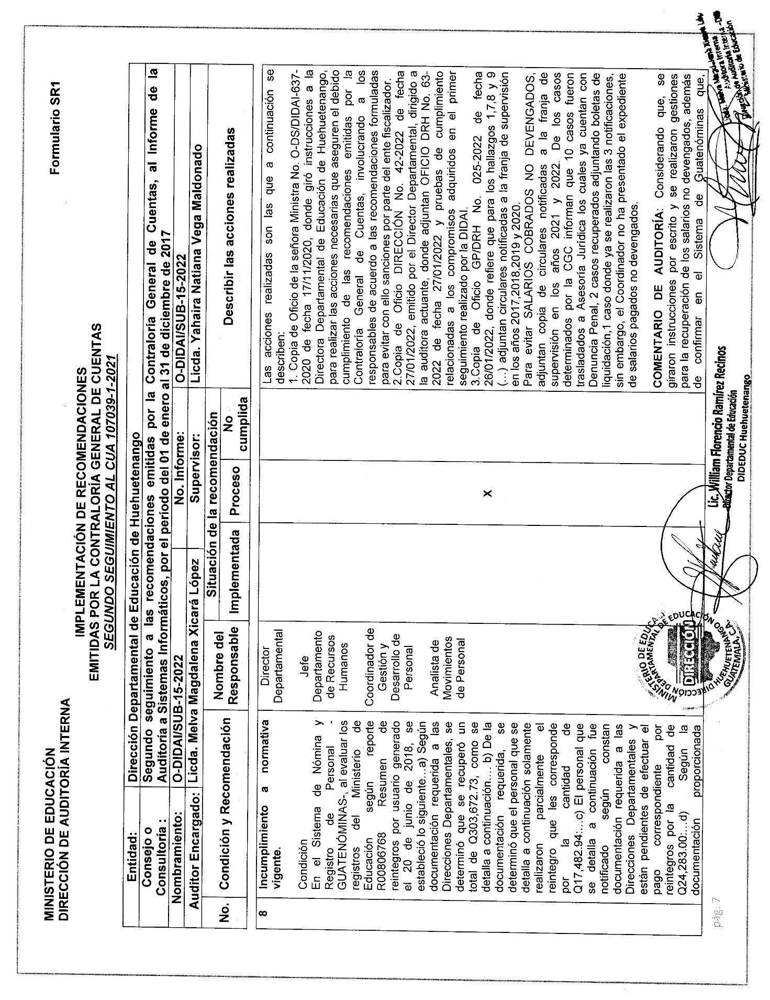 MINISTERIO DE EDUCACIÓN
DIRECCIÓN DE AUDITORÍA INTERNA
Formulario SR1
IMPLEMENTACIÓN DE RECOMENDACIONES
EMITIDAS POR LA CONTRALORÍA GENERAL DE CUENTAS
SEGUNDO SEGUIMIENTO AL CUA 107039-1-2021
Entidad: Dirección Departamental de Educación de Huehuetenango
Consejo o Consultoría : Segundo seguimiento a las recomendaciones emitidas por la Contraloría General de Cuentas, al Informe de la
Auditoría a Sistemas Informáticos, por el período del 01 de enero al 31 de diciembre de 2017
Nombramiento: O-DIDAI/SUB-15-2022 No. Informe: O-DIDAI/SUB-15-2022
Auditor Encargado: Licda. Melva Magdalena Xicará López Supervisor: Licda. Yahaira Natiana Vega Maldonado
No. Condición y Recomendación
Nombre del
Responsable
Situación de la recomendación
Implementada Proceso No
cumplida
Describir las acciones realizadas
8
Incumplimiento a normativa
vigente.
Condición
En el Sistema de Nómina y
Registro de Personal -
GUATENÓMINAS-, al evaluar los
registros del Ministerio de
Educación según reporte
R00806768 Resumen de
reintegros por usuario generado
el 20 de junio de 2018, se
estableció lo siguiente...a) Según
documentación requerida a las
Direcciones Departamentales, se
determinó que se recuperó un
total de Q303,672.73, como se
detalla a continuación.... b) De la
documentación requerida, se
determinó que el personal que se
detalla a continuación solamente
realizaron parcialmente el
reintegro que les corresponde
por la cantidad de
Q17,482.94:...c) El personal que
se detalla a continuación fue
notificado según constan
documentación requerida a las
Direcciones Departamentales y
están pendientes de efectuar el
pago correspondiente por
reintegros por la cantidad de
Q24,283.00:...d) Según la
documentación proporcionada
Director
Departamental
Jefe
Departamento
de Recursos
Humanos
Coordinador de
Gestión y
Desarrollo de
Personal
Analista de
Movimientos
de Personal
X
Las acciones realizadas son las que a continuación se
describen:
1. Copia de Oficio de la señora Ministra No. O-DS/DIDAI-637-
2020 de fecha 17/11/2020, donde giró instrucciones a la
Directora Departamental de Educación de Huehuetenango,
para realizar las acciones necesarias que aseguren el debido
cumplimiento de las recomendaciones emitidas por la
Contraloría General de Cuentas, involucrando a los
responsables de acuerdo a las recomendaciones formuladas
para evitar con ello sanciones por parte del ente fiscalizador.
2.Copia de Oficio DIRECCIÓN No. 42-2022 de fecha
27/01/2022, emitido por el Director Departamental, dirigido a
la auditora actuante, donde adjuntan OFICIO DRH No. 63-
2022 de fecha 27/01/2022 y pruebas de cumplimiento
relacionadas a los compromisos adquiridos en el primer
seguimiento realizado por la DIDAI.
3.Copia de Oficio GP/DRH No. 025-2022 de fecha
26/01/2022, donde refiere que para los hallazgos 1,7,8 y 9
(...) adjuntan circulares notificadas a la franja de supervisión
en los años 2017,2018,2019 y 2020.
Para evitar SALARIOS COBRADOS NO DEVENGADOS,
adjuntan copia de circulares notificadas a la franja de
supervisión en los años 2021 y 2022. De los casos
determinados por la CGC informan que 10 casos fueron
trasladados a Asesoría Jurídica los cuales ya cuentan con
Denuncia Penal, 2 casos recuperados adjuntando boletas de
liquidación,1 caso donde ya se realizaron las 3 notificaciones,
sin embargo, el Coordinador no ha presentado el expediente
de salarios pagados no devengados.
COMENTARIO DE AUDITORÍA: Considerando que, se
giraron instrucciones por escrito y se realizaron gestiones
para la recuperación de los salarios no devengados, además
de confirmar en el Sistema de Guatenóminas que,
pág. 7
MINISTERIO DE EDUCACIÓN
DIRECCIÓN DEPARTAMENTAL DE EDUCACIÓN
DIRECCIÓN
HUEHUETENANGO
GUATEMALA, C.A.
Lic. William Florencio Ramírez Recinos
Director Departamental de Educación
DIDEDUC Huehuetenango
Licda. Melva Magdalena
Auditora Interna
Dirección de Auditoría Interna
Ministerio de Educación